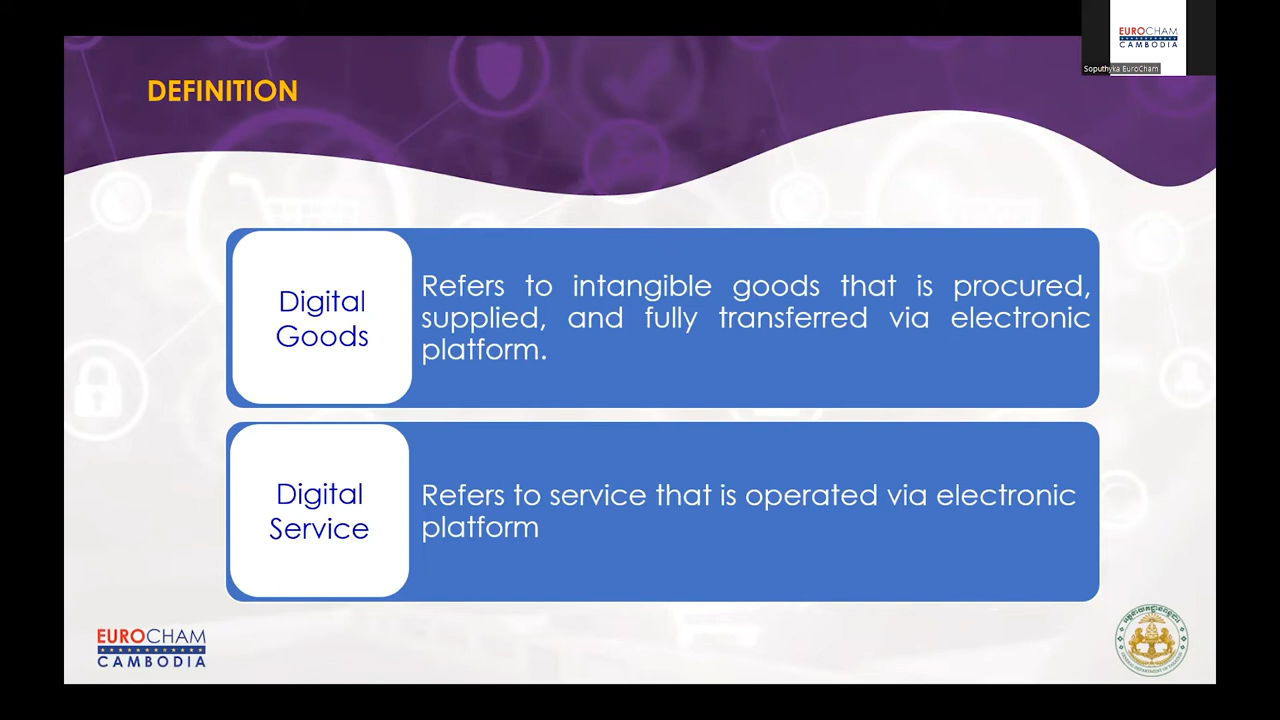 EUROCHAM
CAMBODIA
Soputhyka EuroCham
DEFINITION
Digital
Goods
Refers to intangible goods that is procured,
supplied, and fully transferred via electronic
platform.
Digital
Service
Refers to service that is operated via electronic
platform
EUROCHAM
CAMBODIA